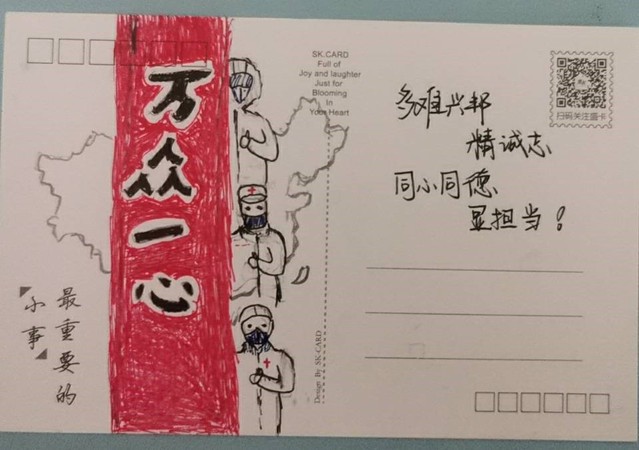 万众一心
最重要的
小事
SK.CARD
Full of
Joy and laughter
Just for
Blooming
In
Your Heart
Design By SK-CARD
扫码关注盛卡
多难兴邦
精诚志
同小同德
显担当！